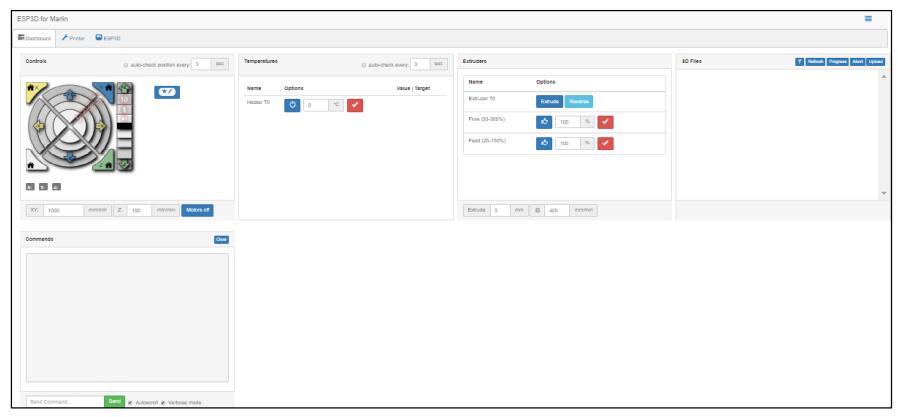 ESP3D for Marlin
Dashboard Printer ESP3D
Controls
auto-check position every: 3 sec
X
Y
Z
10
1
XY: 1000 mm/min Z: 100 mm/min Motors off
Temperatures
auto-check every: 3 sec
Name Options Value | Target
Heater T0 0 °C
Extruders
Name Options
Extruder T0 Extrude Reverse
Flow (50-300%) 100 %
Feed (25-150%) 100 %
Extrude 5 mm @ 400 mm/min
SD Files
Refresh Progress Abort Upload
Commands Clear
Send Command... Send Autoscroll Verbose mode